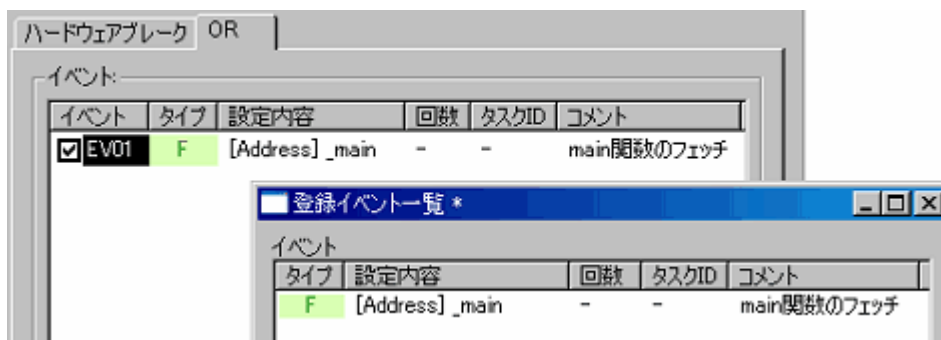 ハードウェアブレーク OR
イベント:
イベント タイプ 設定内容 回数 タスクID コメント
EV01 F [Address] _main - - main関数のフェッチ
登録イベント一覧 *
イベント
タイプ 設定内容 回数 タスクID コメント
F [Address] _main - - main関数のフェッチ